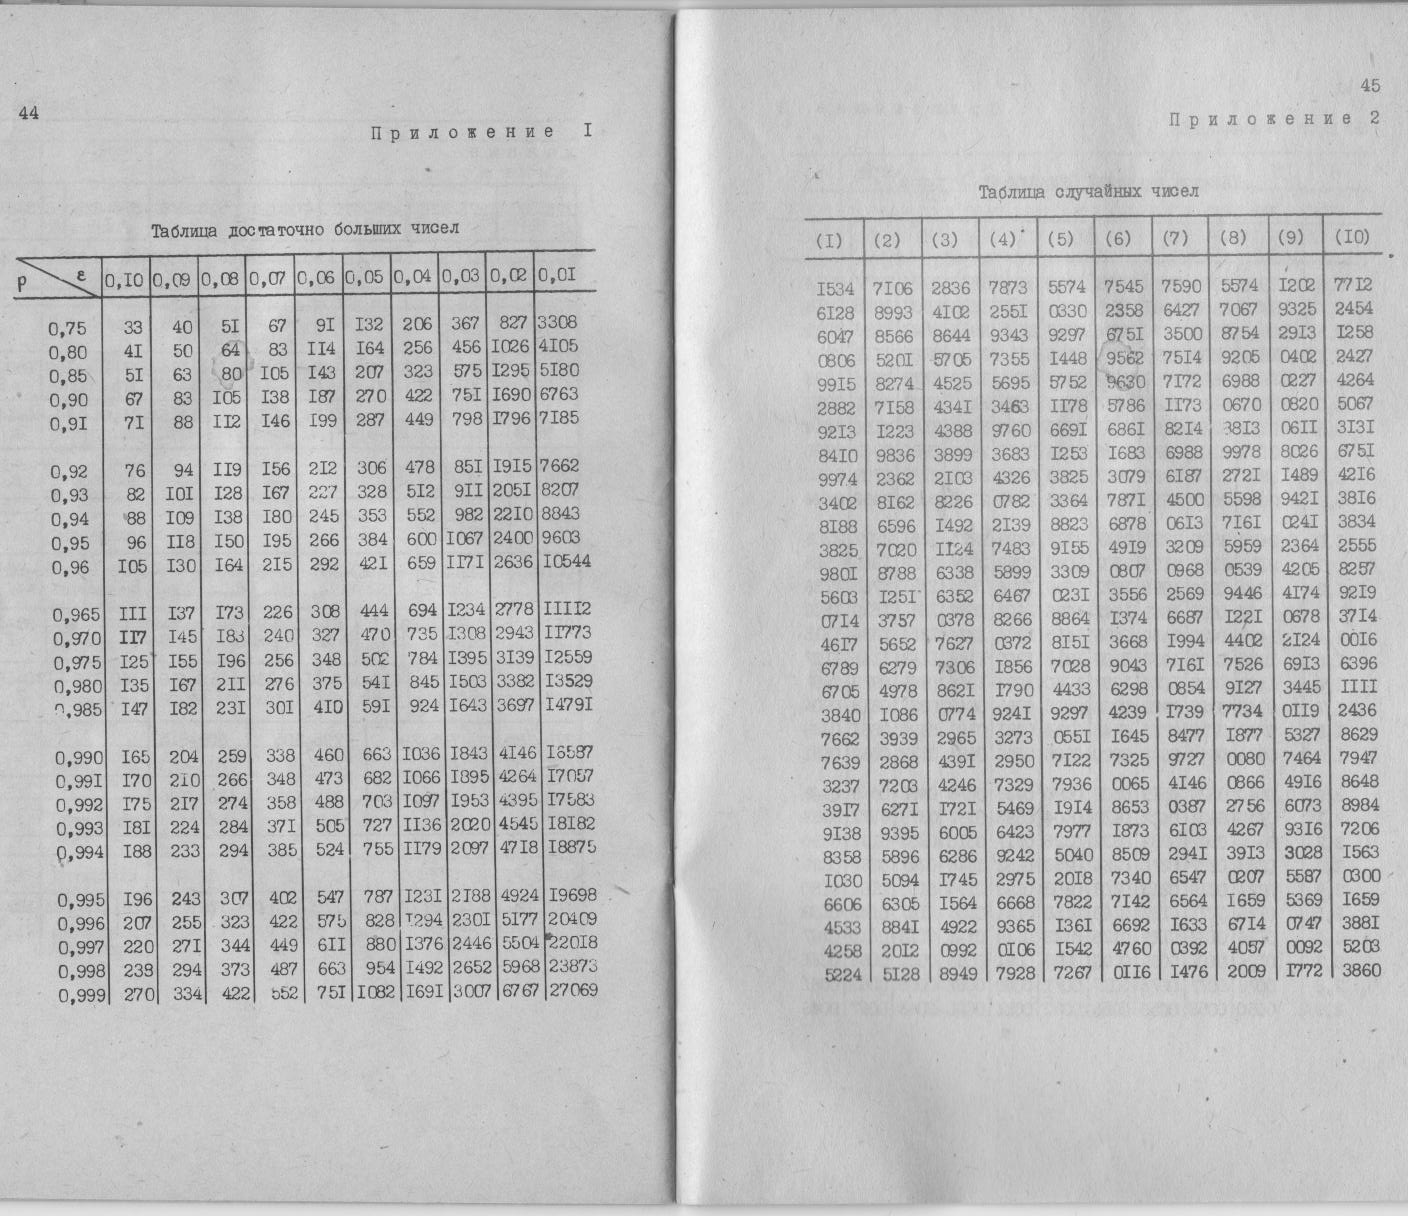 44
Приложение I
Таблица достаточно больших чисел
p ε 0,10 0,09 0,08 0,07 0,06 0,05 0,04 0,03 0,02 0,01
0,75 33 40 5I 67 9I I32 206 367 827 3308
0,80 4I 50 64 83 II4 I64 256 456 I026 4I05
0,85 5I 63 80 I05 I43 207 323 575 I295 5I80
0,90 67 83 I05 I38 I87 270 422 75I I690 6763
0,9I 7I 88 II2 I46 I99 287 449 798 I796 7I85
0,92 76 94 II9 I56 2I2 306 478 85I I9I5 7662
0,93 82 I0I I28 I67 227 328 5I2 9II 205I 8207
0,94 88 I09 I38 I80 245 353 552 982 22I0 8843
0,95 96 II8 I50 I95 266 384 600 I067 2400 9603
0,96 I05 I30 I64 2I5 292 42I 659 II7I 2636 I0544
0,965 III I37 I73 226 308 444 694 I234 2778 IIII2
0,970 II7 I45 I83 240 327 470 735 I308 2943 II773
0,975 I25 I55 I96 256 348 502 784 I395 3I39 I2559
0,980 I35 I67 2II 276 375 54I 845 I503 3382 I3529
0,985 I47 I82 23I 30I 4I0 59I 924 I643 3697 I479I
0,990 I65 204 259 338 460 663 I036 I843 4I46 I6587
0,99I I70 2I0 266 348 473 682 I066 I895 4264 I7057
0,992 I75 2I7 274 358 488 703 I097 I953 4395 I7583
0,993 I8I 224 284 37I 505 727 II36 2020 4545 I8I82
0,994 I88 233 294 385 524 755 II79 2097 47I8 I8875
0,995 I96 243 307 402 547 787 I23I 2I88 4924 I9698
0,996 207 255 323 422 575 828 I294 230I 5I77 20409
0,997 220 27I 344 449 6II 880 I376 2446 5504 220I8
0,998 238 294 373 487 663 954 I492 2652 5968 23873
0,999 270 334 422 552 75I I082 I69I 3007 6767 27069
45
Приложение 2
Таблица случайных чисел
(I) (2) (3) (4) (5) (6) (7) (8) (9) (I0)
I534 7I06 2836 7873 5574 7545 7590 5574 I202 77I2
6I28 8993 4I02 255I 0330 2358 6427 7067 9325 2454
6047 8566 8644 9343 9297 675I 3500 8754 29I3 I258
0806 520I 5705 7355 I448 9562 75I4 9205 0402 2427
99I5 8274 4525 5695 5752 9630 7I72 6988 0227 4264
2882 7I58 434I 3463 II78 5786 II73 0670 0820 5067
92I3 I223 4388 9760 669I 686I 82I4 38I3 06II 3I3I
84I0 9836 3899 3683 I253 I683 6988 9978 8026 675I
9974 2362 2I03 4326 3825 3079 6I87 272I I489 42I6
3402 8I62 8226 0782 3364 787I 4500 5598 942I 38I6
8I88 6596 I492 2I39 8823 6878 06I3 7I6I 024I 3834
3825 7020 II24 7483 9I55 49I9 3209 5959 2364 2555
980I 8788 6338 5899 3309 0807 0968 0539 4205 8257
5603 I25I 6352 6467 023I 3556 2569 9446 4I74 92I9
07I4 3757 0378 8266 8864 I374 6687 I22I 0678 37I4
46I7 5652 7627 0372 8I5I 3668 I994 4402 2I24 00I6
6789 6279 7306 I856 7028 9043 7I6I 7526 69I3 6396
6705 4978 862I I790 4433 6298 0854 9I27 3445 IIII
3840 I086 0774 924I 9297 4239 I739 7734 0II9 2436
7662 3939 2965 3273 055I I645 8477 I877 5327 8629
7639 2868 439I 2950 7I22 7325 9727 0080 7464 7947
3237 7203 4246 7329 7936 0065 4I46 0866 49I6 8648
39I7 627I I72I 5469 I9I4 8653 0387 2756 6073 8984
9I38 9395 6005 6423 7977 I873 6I03 4267 93I6 7206
8358 5896 6286 9242 5040 8509 294I 39I3 3028 I563
I030 5094 I745 2975 20I8 7340 6547 0207 5587 0300
6606 6305 I564 6668 7822 7I42 6564 I659 5369 I659
4533 884I 4922 9365 I36I 6692 I633 67I4 0747 388I
4258 20I2 0992 0I06 I542 4760 0392 4057 0092 5203
5224 5I28 8949 7928 7267 0II6 I476 2009 I772 3860